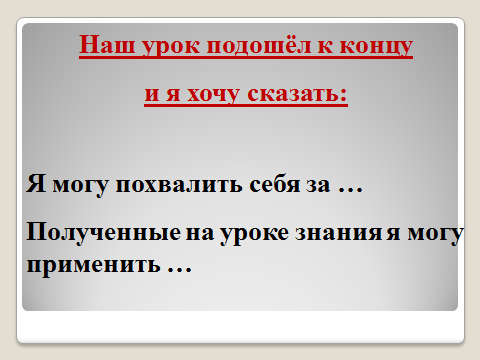 Наш урок подошёл к концу
и я хочу сказать:
Я могу похвалить себя за …
Полученные на уроке знания я могу
применить …